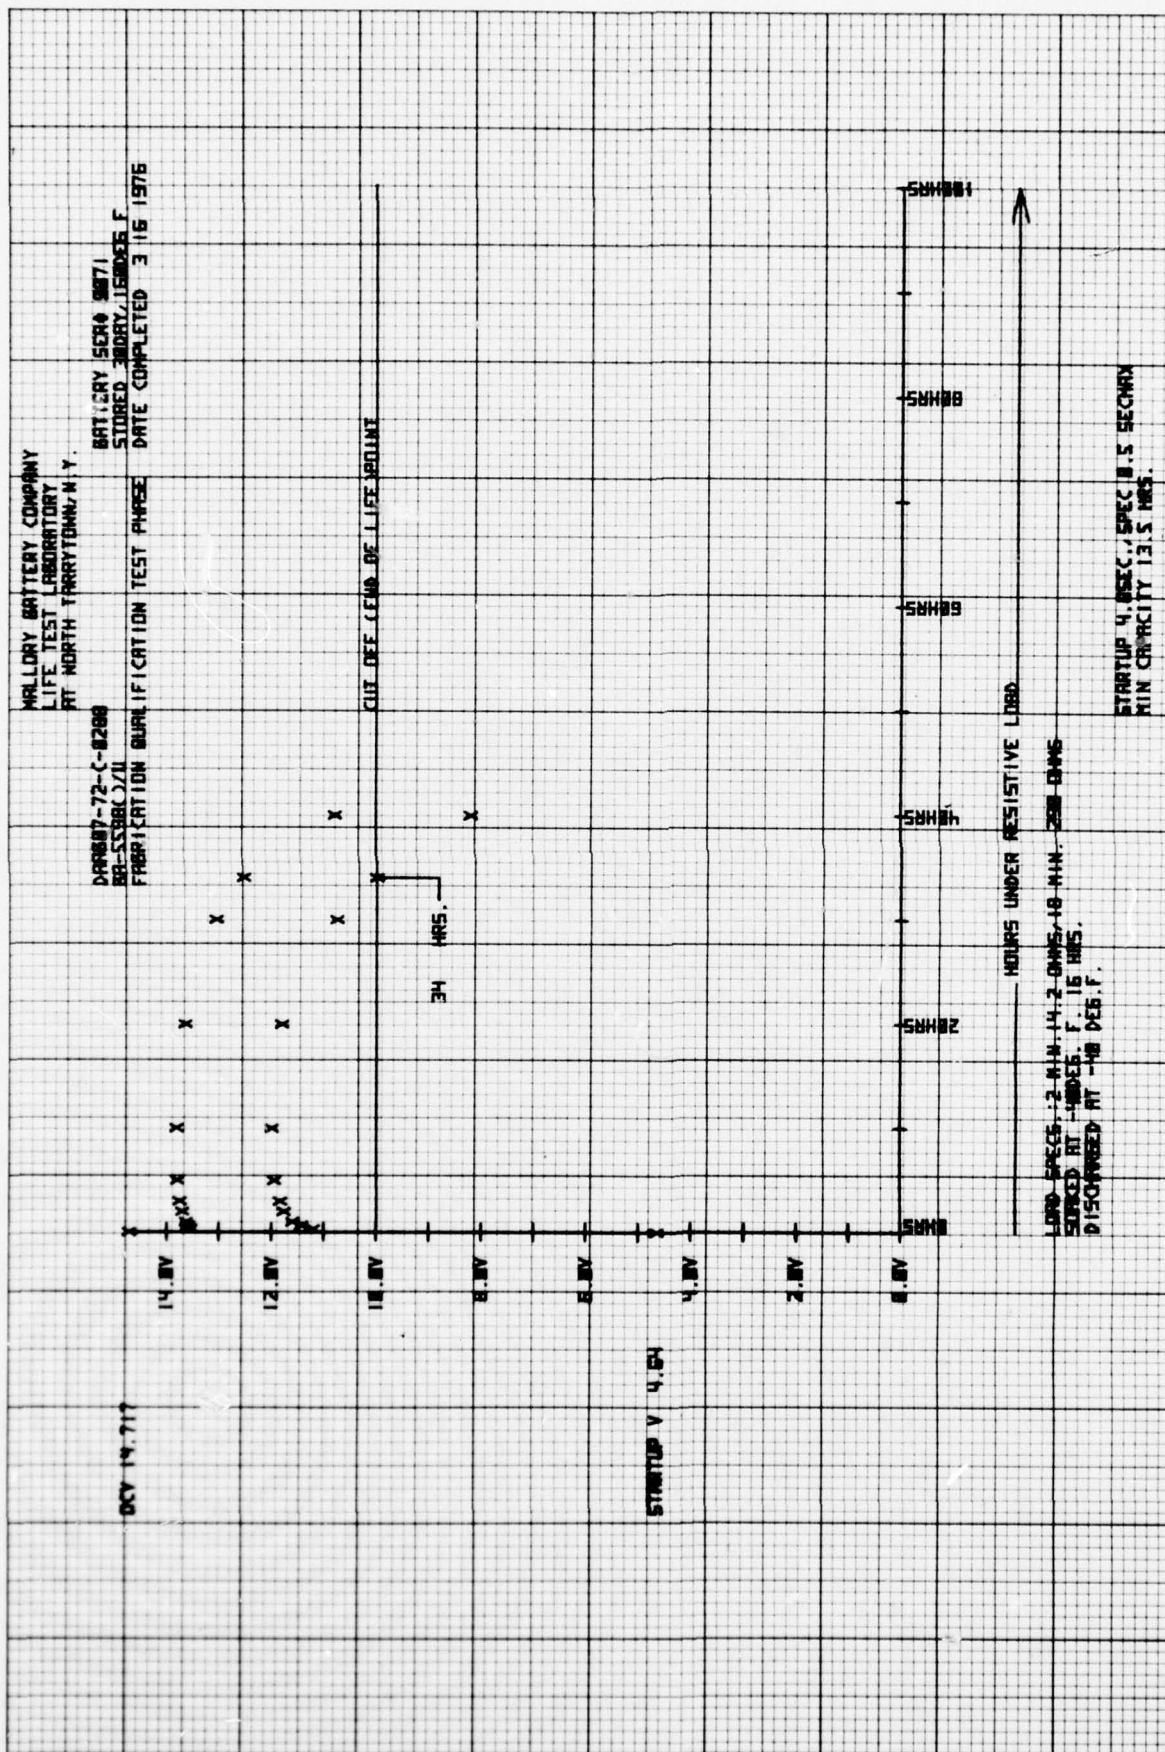 MALLORY BATTERY COMPANY
LIFE TEST LABORATORY
AT NORTH TARRYTOWN, N.Y.
DAAB07-72-C-0200 BATTERY SER# 9071
BA-5598( )/U STORED 30DAY, 160DEG F
FABRICATION QUALIFICATION TEST PHASE DATE COMPLETED 3 16 1976
OCV 14.717
14.0V
12.0V
CUT OFF (END OF LIFE)POINT
10.0V
34 HRS.
8.0V
6.0V
STARTUP V 4.64
4.0V
2.0V
0.0V
0HRS 20HRS 40HRS 60HRS 80HRS 100HRS
HOURS UNDER RESISTIVE LOAD
LOAD SPECS.:2 MIN.14.2 OHMS/18 MIN. 290 OHMS
SOAKED AT -40DEG. F. 16 HRS.
DISCHARGED AT -40 DEG.F.
STARTUP 4.0SEC.,SPEC 0.5 SECMAX
MIN CAPACITY 13.5 HRS.